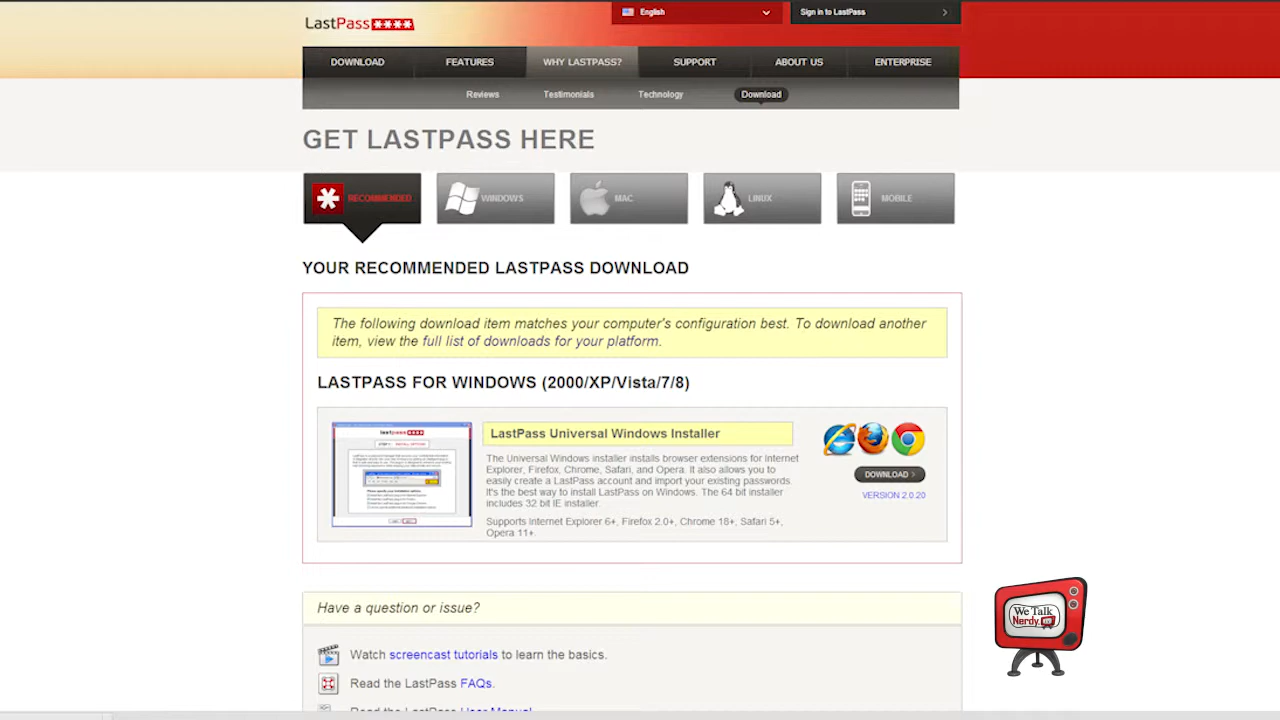 LastPass ****
English
Sign in to LastPass
DOWNLOAD FEATURES WHY LASTPASS? SUPPORT ABOUT US ENTERPRISE
Reviews Testimonials Technology Download
GET LASTPASS HERE
RECOMMENDED WINDOWS MAC LINUX MOBILE
YOUR RECOMMENDED LASTPASS DOWNLOAD
The following download item matches your computer's configuration best. To download another
item, view the full list of downloads for your platform.
LASTPASS FOR WINDOWS (2000/XP/Vista/7/8)
LastPass Universal Windows Installer
The Universal Windows installer installs browser extensions for Internet
Explorer, Firefox, Chrome, Safari, and Opera. It also allows you to
easily create a LastPass account and import your existing passwords.
It's the best way to install LastPass on Windows. The 64 bit installer
includes 32 bit IE installer.
Supports Internet Explorer 6+, Firefox 2.0+, Chrome 18+, Safari 5+,
Opera 11+.
DOWNLOAD >
VERSION 2.0.20
Have a question or issue?
Watch screencast tutorials to learn the basics.
Read the LastPass FAQs.
Read the LastPass User Manual
We Talk
Nerdy